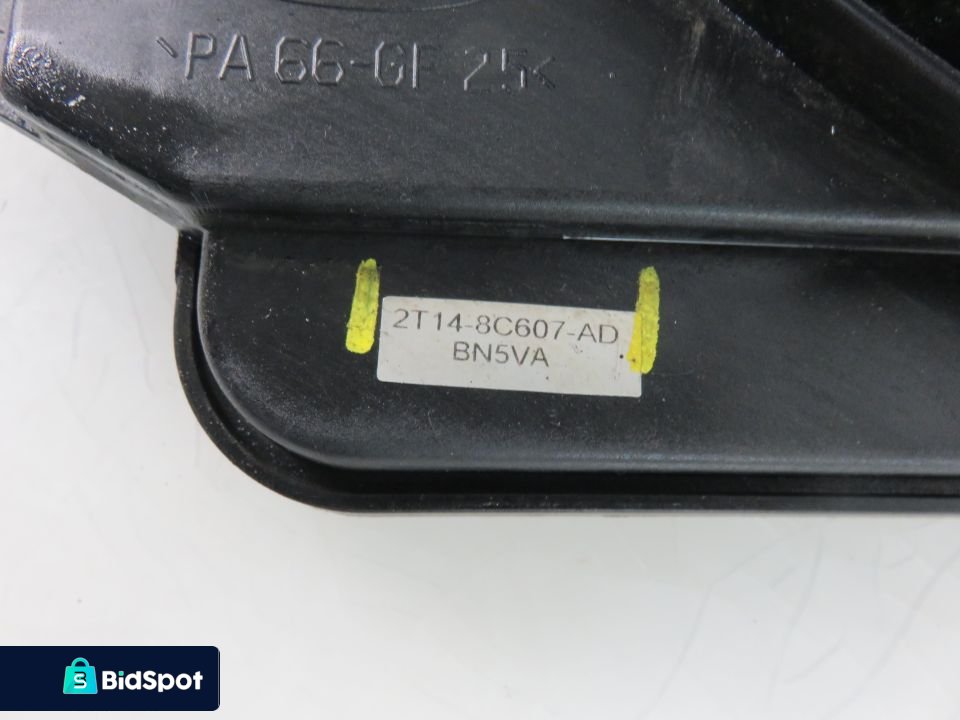 >PA 66-GF 25<
2T14-8C607-AD
BN5VA
BidSpot